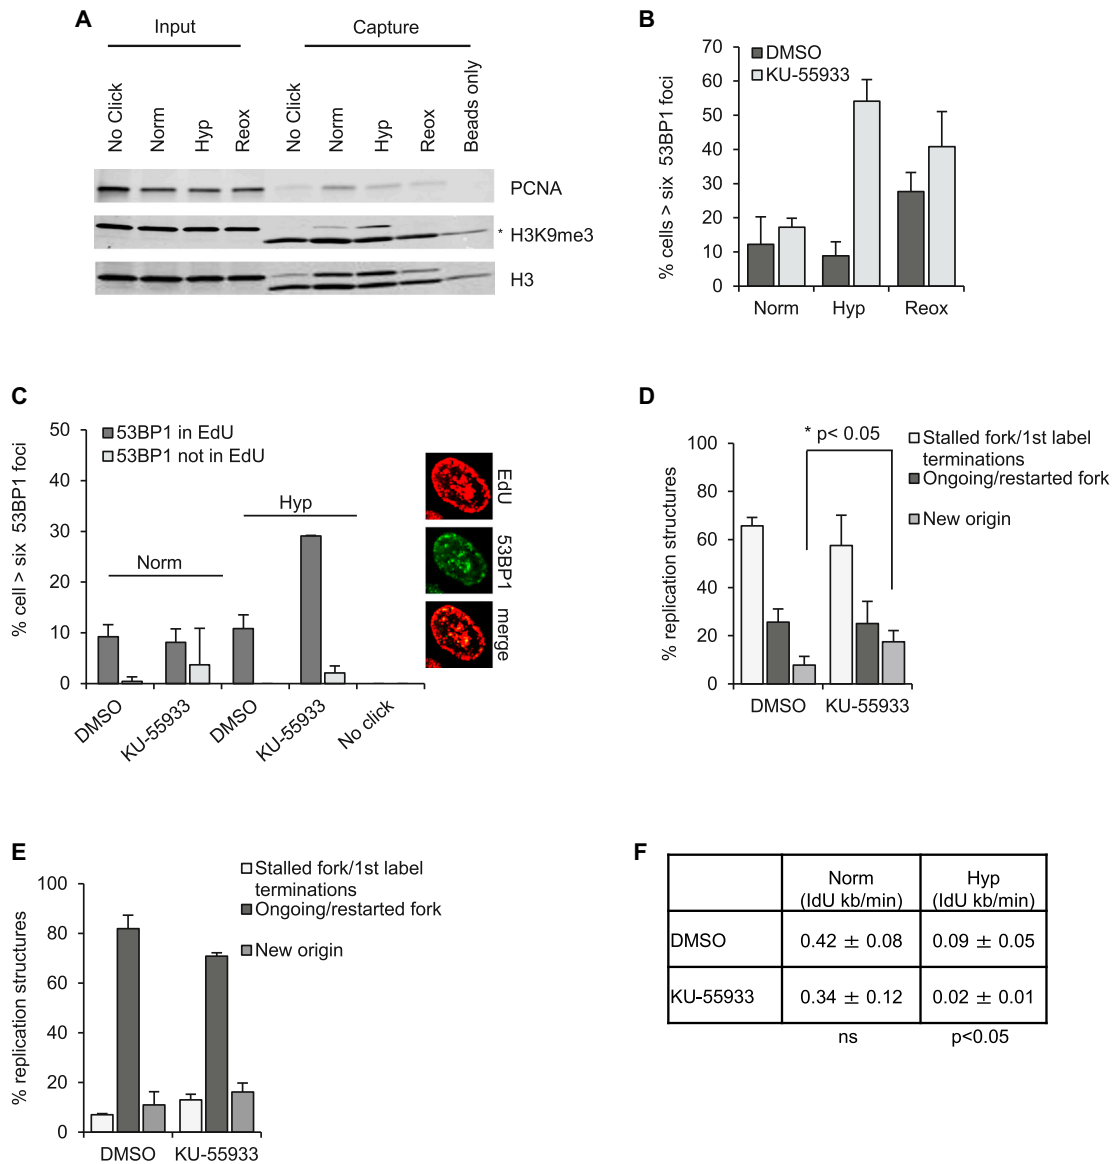 A
Input
Capture
No Click
Norm
Hyp
Reox
No Click
Norm
Hyp
Reox
Beads only
PCNA
* H3K9me3
H3
B
% cells > six 53BP1 foci
70
60
50
40
30
20
10
0
DMSO
KU-55933
Norm
Hyp
Reox
C
% cell > six 53BP1 foci
50
40
30
20
10
0
53BP1 in EdU
53BP1 not in EdU
Norm
Hyp
DMSO
KU-55933
DMSO
KU-55933
No click
EdU
53BP1
merge
D
% replication structures
100
80
60
40
20
0
* p< 0.05
Stalled fork/1st label
terminations
Ongoing/restarted fork
New origin
DMSO
KU-55933
E
% replication structures
100
80
60
40
20
0
Stalled fork/1st label
terminations
Ongoing/restarted fork
New origin
DMSO
KU-55933
F
Norm
(IdU kb/min)
Hyp
(IdU kb/min)
DMSO
0.42 ± 0.08
0.09 ± 0.05
KU-55933
0.34 ± 0.12
0.02 ± 0.01
ns
p<0.05